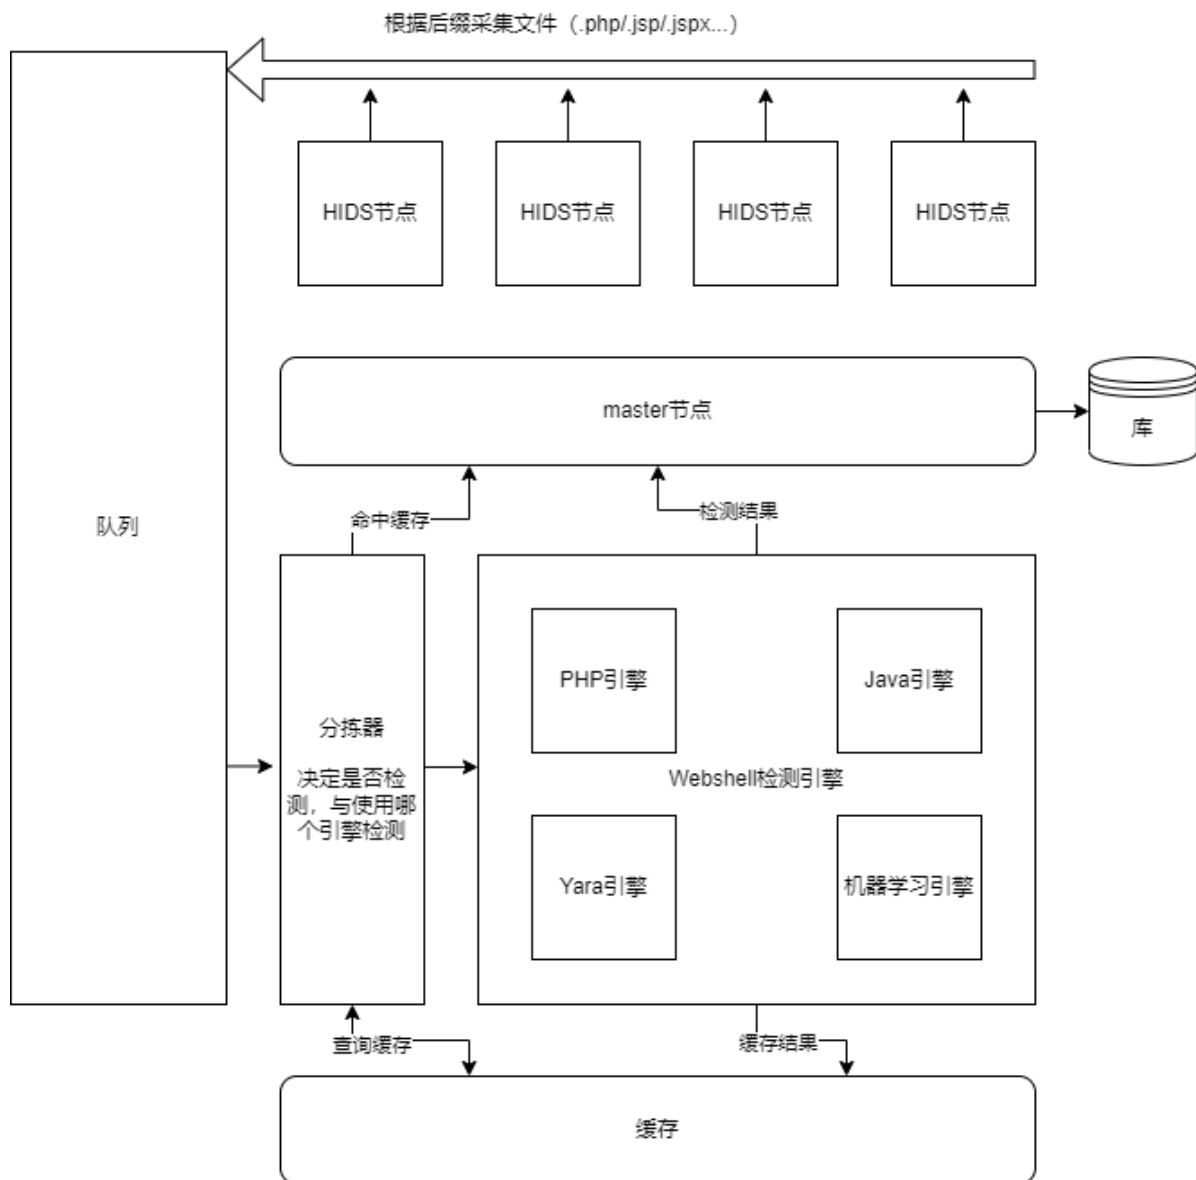 根据后缀采集文件（.php/.jsp/.jspx...）
HIDS节点
HIDS节点
HIDS节点
HIDS节点
master节点
库
队列
命中缓存
检测结果
分拣器
决定是否检
测，与使用哪
个引擎检测
PHP引擎
Java引擎
Webshell检测引擎
Yara引擎
机器学习引擎
查询缓存
缓存结果
缓存